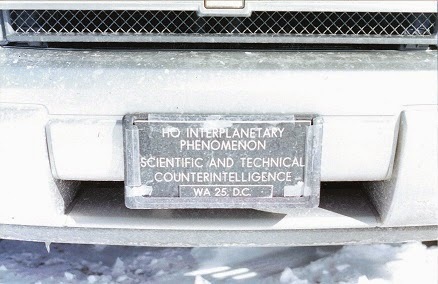 HQ INTERPLANETARY
PHENOMENON
SCIENTIFIC AND TECHNICAL
COUNTERINTELLIGENCE
WA 25, D.C.